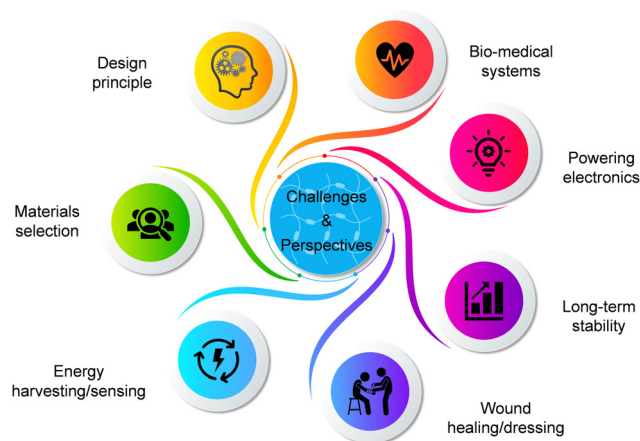 Design
principle
Bio-medical
systems
Powering
electronics
Materials
selection
Challenges
&
Perspectives
Long-term
stability
Energy
harvesting/sensing
Wound
healing/dressing